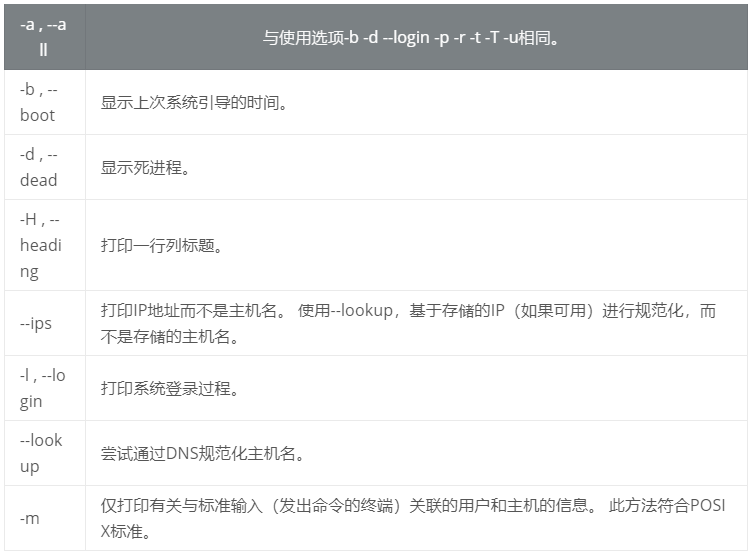 -a , --a
ll
与使用选项-b -d --login -p -r -t -T -u相同。
-b , --
boot
显示上次系统引导的时间。
-d , --
dead
显示死进程。
-H , --
headi
ng
打印一行列标题。
--ips
打印IP地址而不是主机名。 使用--lookup，基于存储的IP（如果可用）进行规范化，而
不是存储的主机名。
-l , --lo
gin
打印系统登录过程。
--look
up
尝试通过DNS规范化主机名。
-m
仅打印有关与标准输入（发出命令的终端）关联的用户和主机的信息。 此方法符合POSI
X标准。